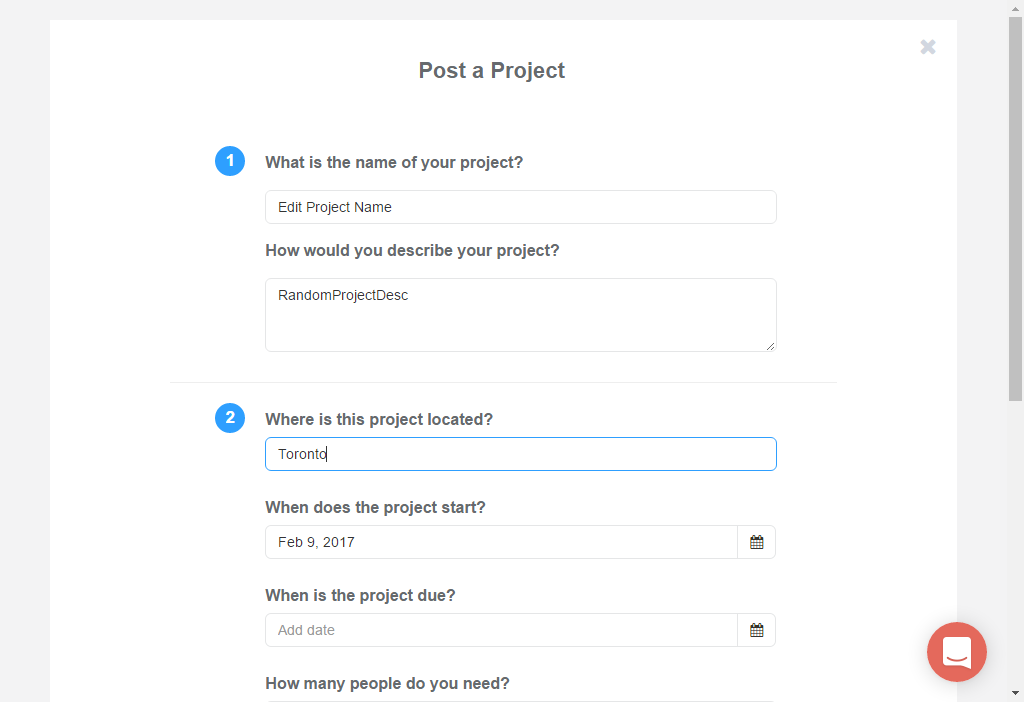 Post a Project
1 What is the name of your project?
Edit Project Name
How would you describe your project?
RandomProjectDesc
2 Where is this project located?
Toronto
When does the project start?
Feb 9, 2017
When is the project due?
Add date
How many people do you need?